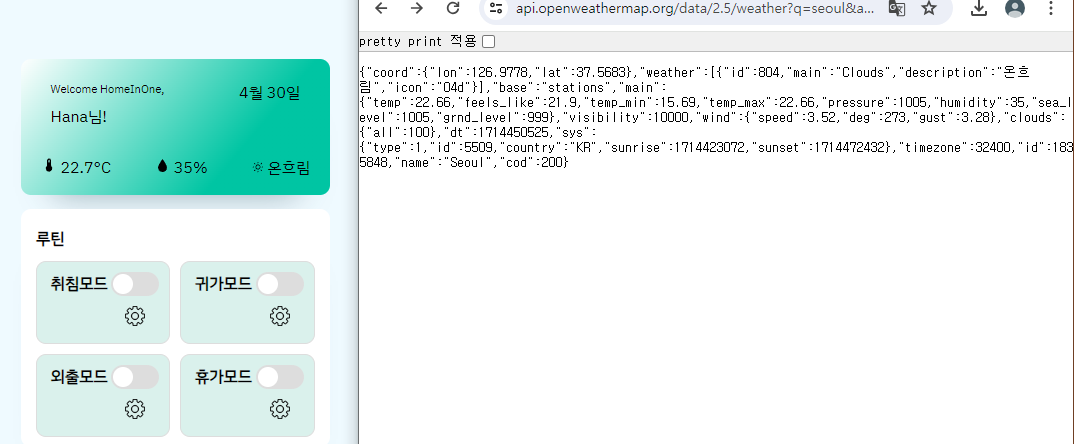 Welcome HomeInOne,
4월 30일
Hana님!
22.7°C
35%
온흐림
루틴
취침모드
귀가모드
외출모드
휴가모드
api.openweathermap.org/data/2.5/weather?q=seoul&a...
pretty print 적용
{"coord":{"lon":126.9778,"lat":37.5683},"weather":[{"id":804,"main":"Clouds","description":"온흐
림","icon":"04d"}],"base":"stations","main":
{"temp":22.66,"feels_like":21.9,"temp_min":15.69,"temp_max":22.66,"pressure":1005,"humidity":35,"sea_l
evel":1005,"grnd_level":999},"visibility":10000,"wind":{"speed":3.52,"deg":273,"gust":3.28},"clouds":
{"all":100},"dt":1714450525,"sys":
{"type":1,"id":5509,"country":"KR","sunrise":1714423072,"sunset":1714472432},"timezone":32400,"id":183
5848,"name":"Seoul","cod":200}